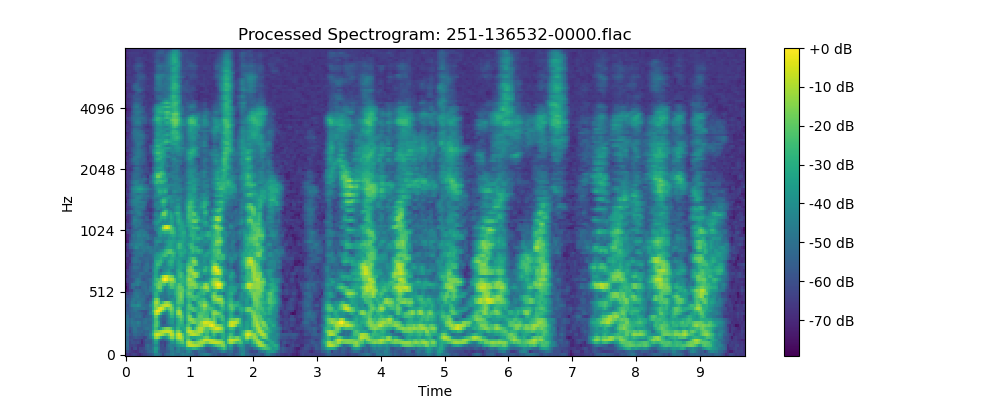 Processed Spectrogram: 251-136532-0000.flac
Hz
4096
2048
1024
512
0
0 1 2 3 4 5 6 7 8 9
Time
+0 dB
-10 dB
-20 dB
-30 dB
-40 dB
-50 dB
-60 dB
-70 dB